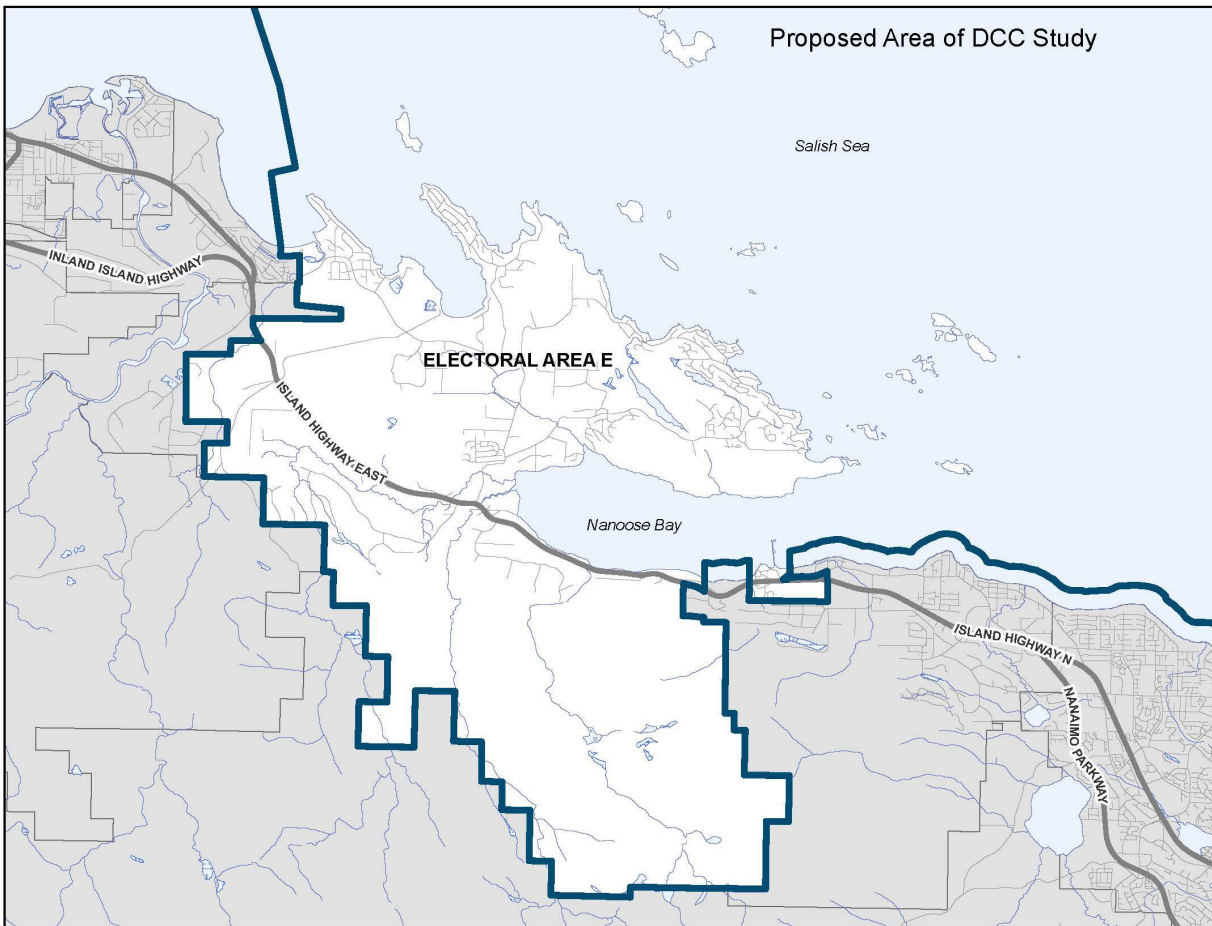 Proposed Area of DCC Study
Salish Sea
INLAND ISLAND HIGHWAY
ELECTORAL AREA E
ISLAND HIGHWAY EAST
Nanoose Bay
ISLAND HIGHWAY N
NANAIMO PARKWAY